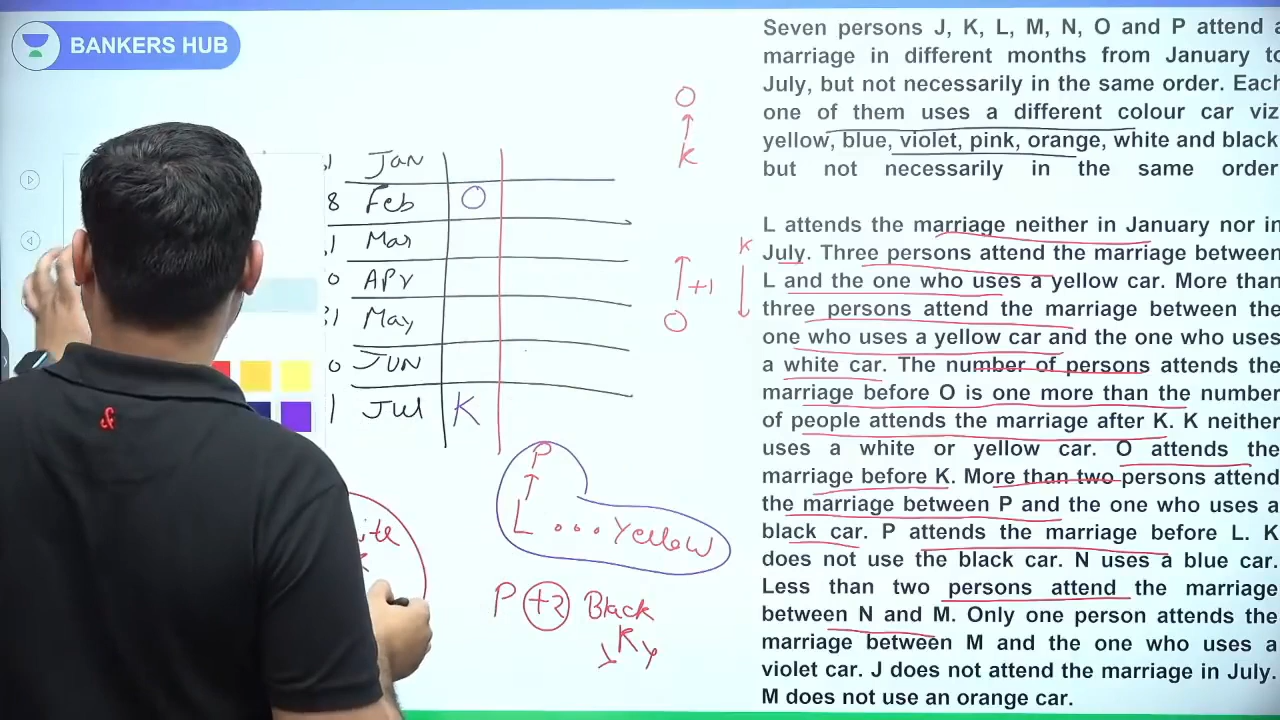 BANKERS HUB
Seven persons J, K, L, M, N, O and P attend a
marriage in different months from January to
July, but not necessarily in the same order. Each
one of them uses a different colour car viz
yellow, blue, violet, pink, orange, white and black
but not necessarily in the same order
L attends the marriage neither in January nor in
July. Three persons attend the marriage between
L and the one who uses a yellow car. More than
three persons attend the marriage between the
one who uses a yellow car and the one who uses
a white car. The number of persons attends the
marriage before O is one more than the number
of people attends the marriage after K. K neither
uses a white or yellow car. O attends the
marriage before K. More than two persons attend
the marriage between P and the one who uses a
black car. P attends the marriage before L. K
does not use the black car. N uses a blue car.
Less than two persons attend the marriage
between N and M. Only one person attends the
marriage between M and the one who uses a
violet car. J does not attend the marriage in July.
M does not use an orange car.
O
K
K
+1
O
1 Jan
8 Feb O
1 Mar
0 APr
31 May
0 JUN
1 Jul K
P
L ... Yellow
P +2 Black
K